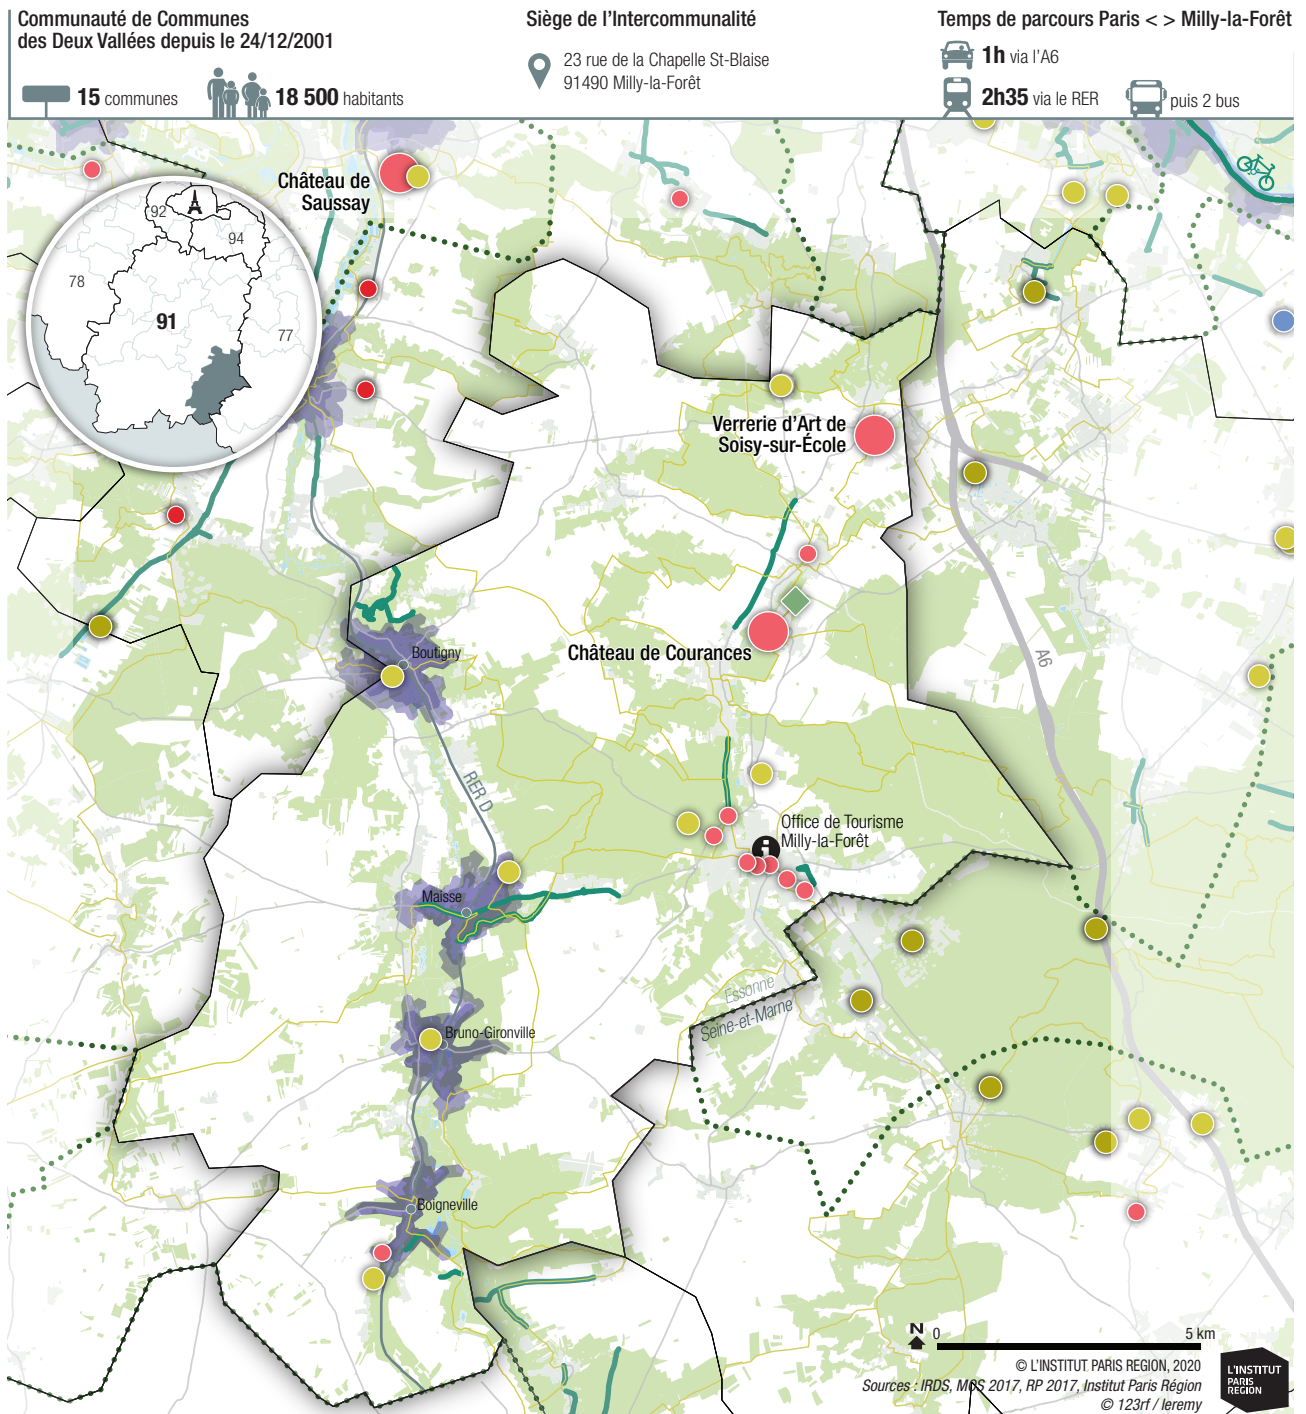 Communauté de Communes
des Deux Vallées depuis le 24/12/2001
15 communes
18 500 habitants
Siège de l'Intercommunalité
23 rue de la Chapelle St-Blaise
91490 Milly-la-Forêt
Temps de parcours Paris < > Milly-la-Forêt
1h via l'A6
2h35 via le RER
puis 2 bus
Château de
Saussay
92
94
78
91
77
Verrerie d'Art de
Soisy-sur-École
Château de Courances
Boutigny
A6
RER D
Office de Tourisme
Milly-la-Forêt
Maisse
Essonne
Seine-et-Marne
Bruno-Gironville
Boigneville
N
0
5 km
© L'INSTITUT PARIS REGION, 2020
Sources : IRDS, MOS 2017, RP 2017, Institut Paris Région
© 123rf / leremy
L'INSTITUT
PARIS
REGION